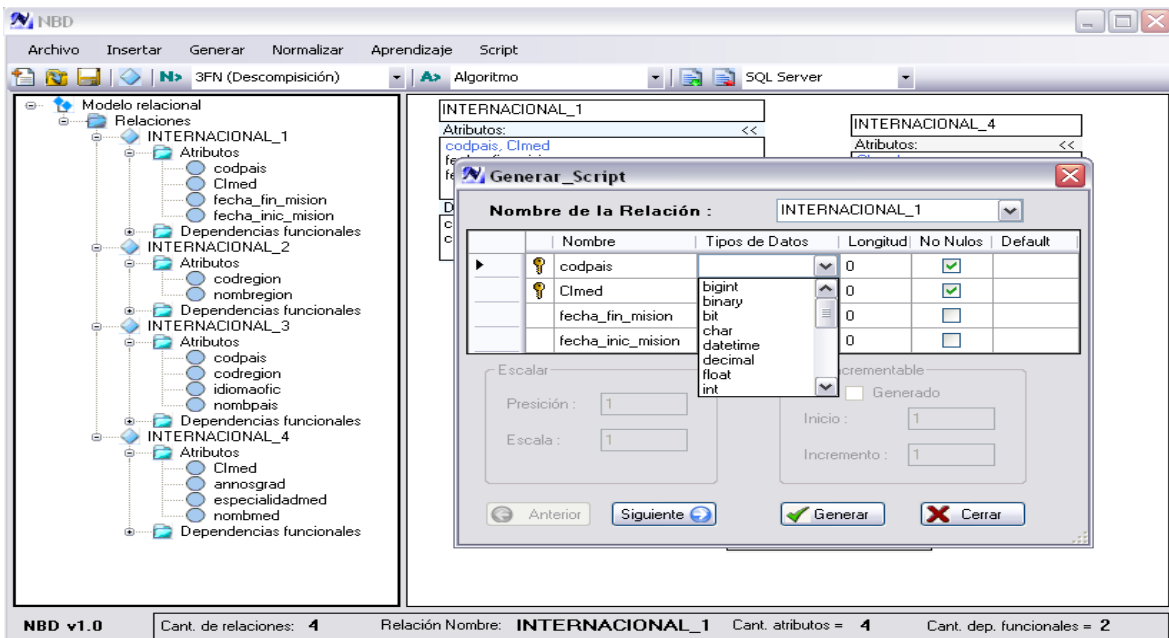 NBD
Archivo Insertar Generar Normalizar Aprendizaje Script
N> 3FN (Descompisición) A> Algoritmo SQL Server
Modelo relacional
Relaciones
INTERNACIONAL_1
Atributos
codpais
CImed
fecha_fin_mision
fecha_inic_mision
Dependencias funcionales
INTERNACIONAL_2
Atributos
codregion
nombregion
Dependencias funcionales
INTERNACIONAL_3
Atributos
codpais
codregion
idiomaofic
nombpais
Dependencias funcionales
INTERNACIONAL_4
Atributos
CImed
annosgrad
especialidadmed
nombmed
Dependencias funcionales
INTERNACIONAL_1
Atributos: <<
codpais, CImed
INTERNACIONAL_4
Atributos: <<
Generar_Script
Nombre de la Relación : INTERNACIONAL_1
Nombre Tipos de Datos Longitud No Nulos Default
codpais 0
CImed 0
fecha_fin_mision 0
fecha_inic_mision 0
bigint
binary
bit
char
datetime
decimal
float
int
Escalar
Presición : 1
Escala : 1
Generado
Inicio : 1
Incremento : 1
Anterior Siguiente Generar Cerrar
NBD v1.0 Cant. de relaciones: 4 Relación Nombre: INTERNACIONAL_1 Cant. atributos = 4 Cant. dep. funcionales = 2